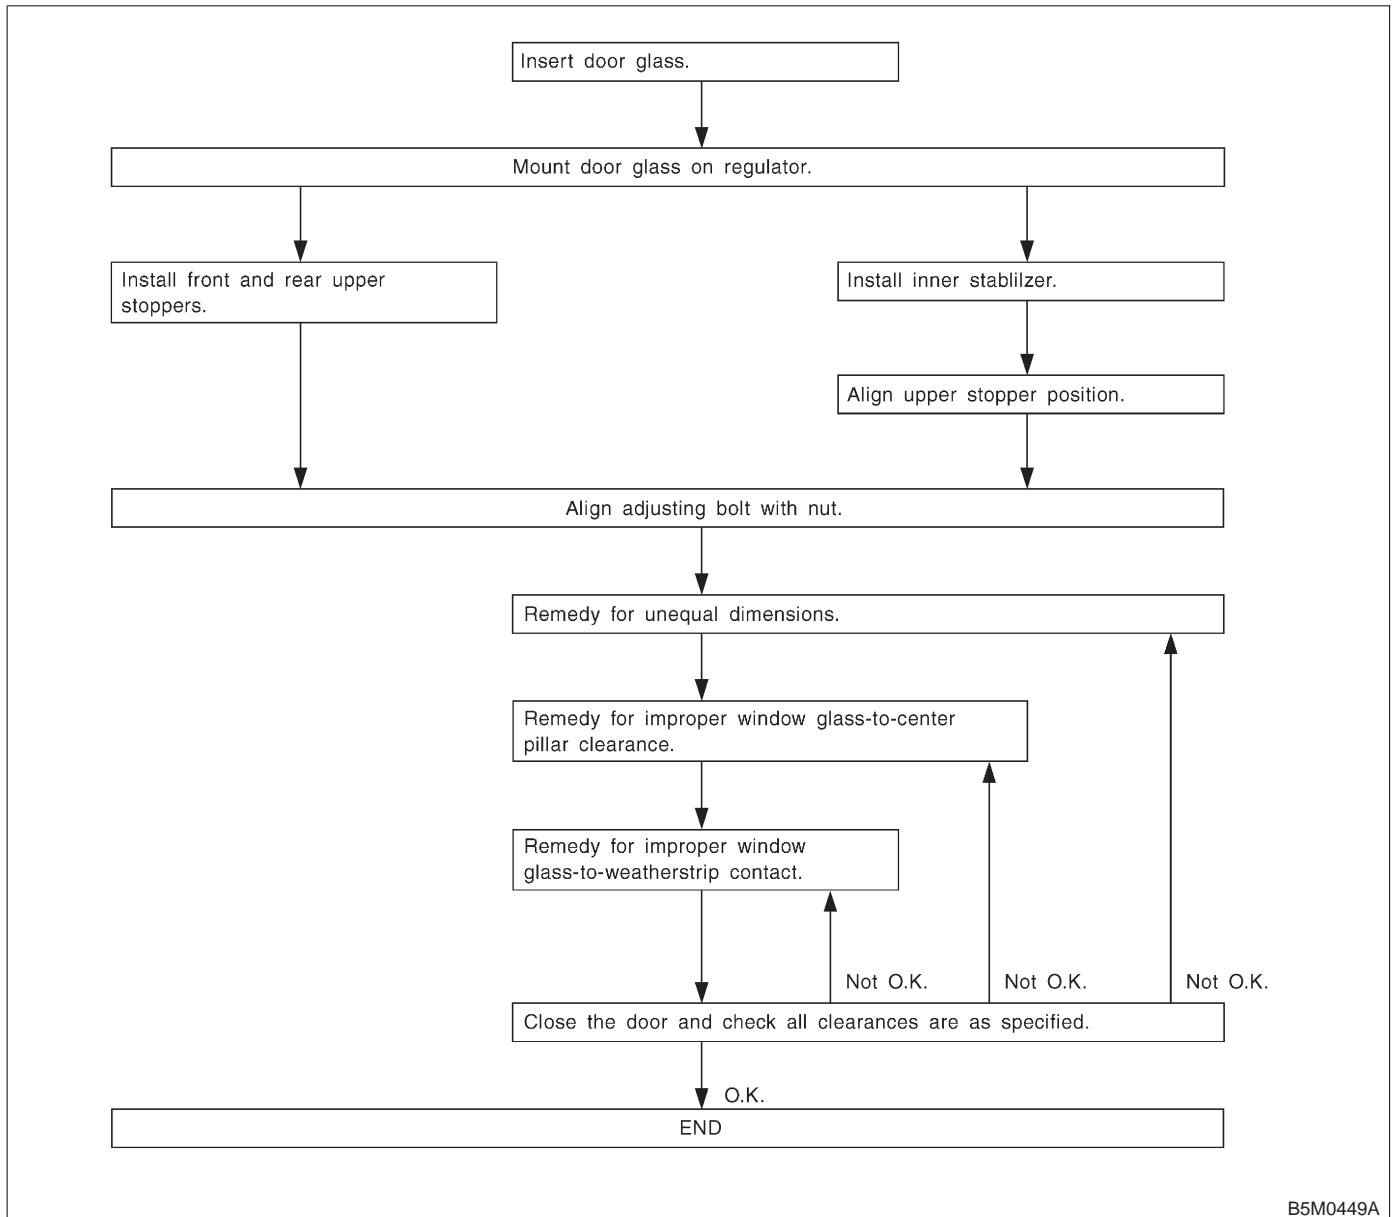 Insert door glass.
Mount door glass on regulator.
Install front and rear upper
stoppers.
Install inner stablilzer.
Align upper stopper position.
Align adjusting bolt with nut.
Remedy for unequal dimensions.
Remedy for improper window glass-to-center
pillar clearance.
Remedy for improper window
glass-to-weatherstrip contact.
Not O.K.
Not O.K.
Not O.K.
Close the door and check all clearances are as specified.
O.K.
END
B5M0449A